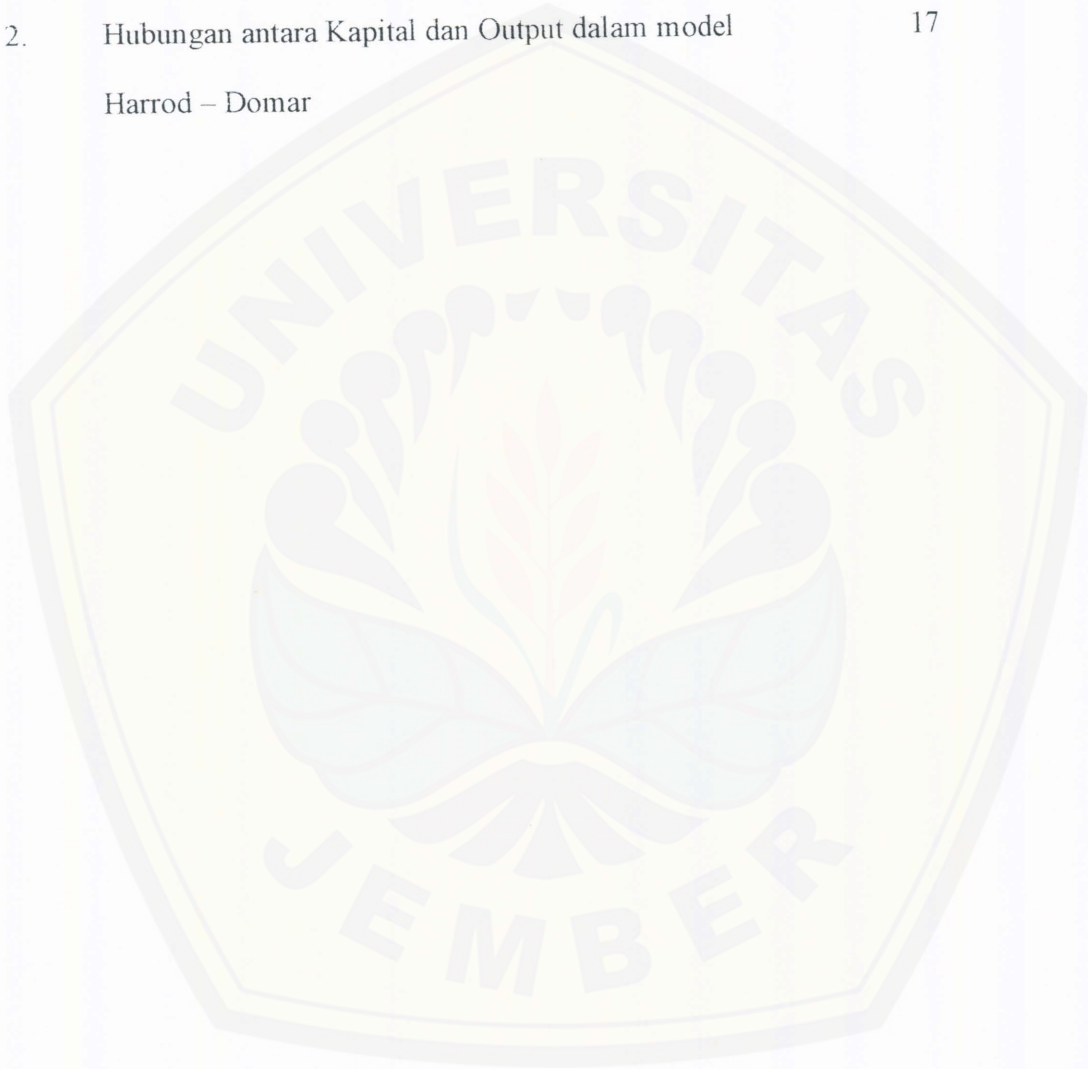 2. Hubungan antara Kapital dan Output dalam model 17
Harrod – Domar
UNIVERSITAS
JEMBER